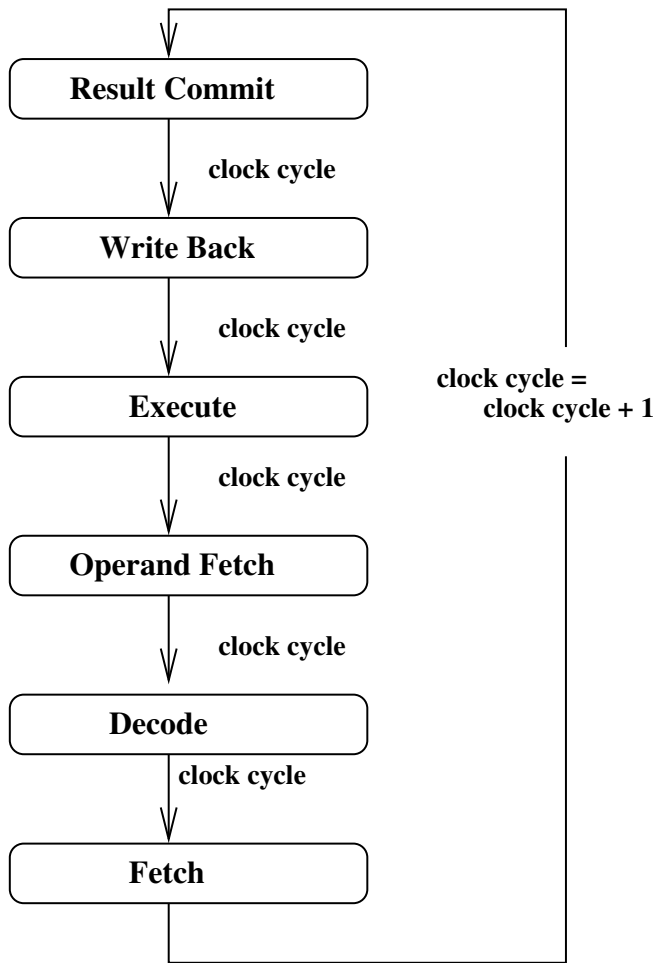 Result Commit
clock cycle
Write Back
clock cycle
Execute
clock cycle
Operand Fetch
clock cycle
Decode
clock cycle
Fetch
clock cycle =
clock cycle + 1